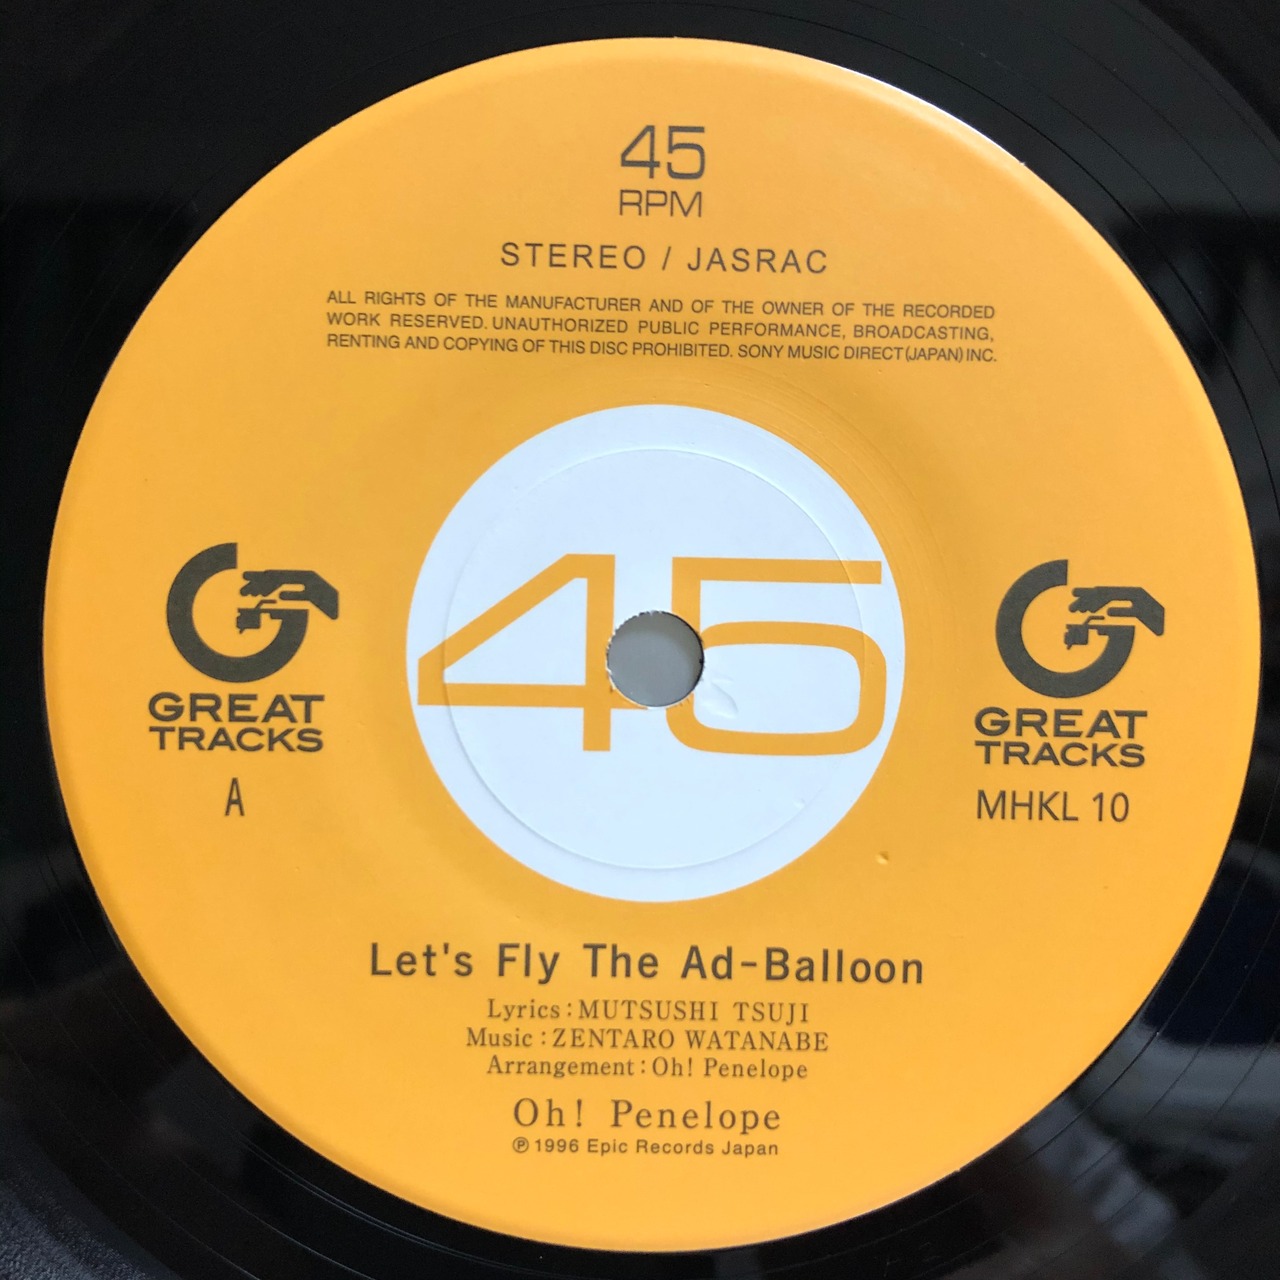 45
RPM
STEREO / JASRAC
ALL RIGHTS OF THE MANUFACTURER AND OF THE OWNER OF THE RECORDED
WORK RESERVED. UNAUTHORIZED PUBLIC PERFORMANCE, BROADCASTING,
RENTING AND COPYING OF THIS DISC PROHIBITED. SONY MUSIC DIRECT (JAPAN) INC.
45
GREAT
TRACKS
A
GREAT
TRACKS
MHKL 10
Let's Fly The Ad-Balloon
Lyrics : MUTSUSHI TSUJI
Music : ZENTARO WATANABE
Arrangement : Oh! Penelope
Oh! Penelope
℗ 1996 Epic Records Japan